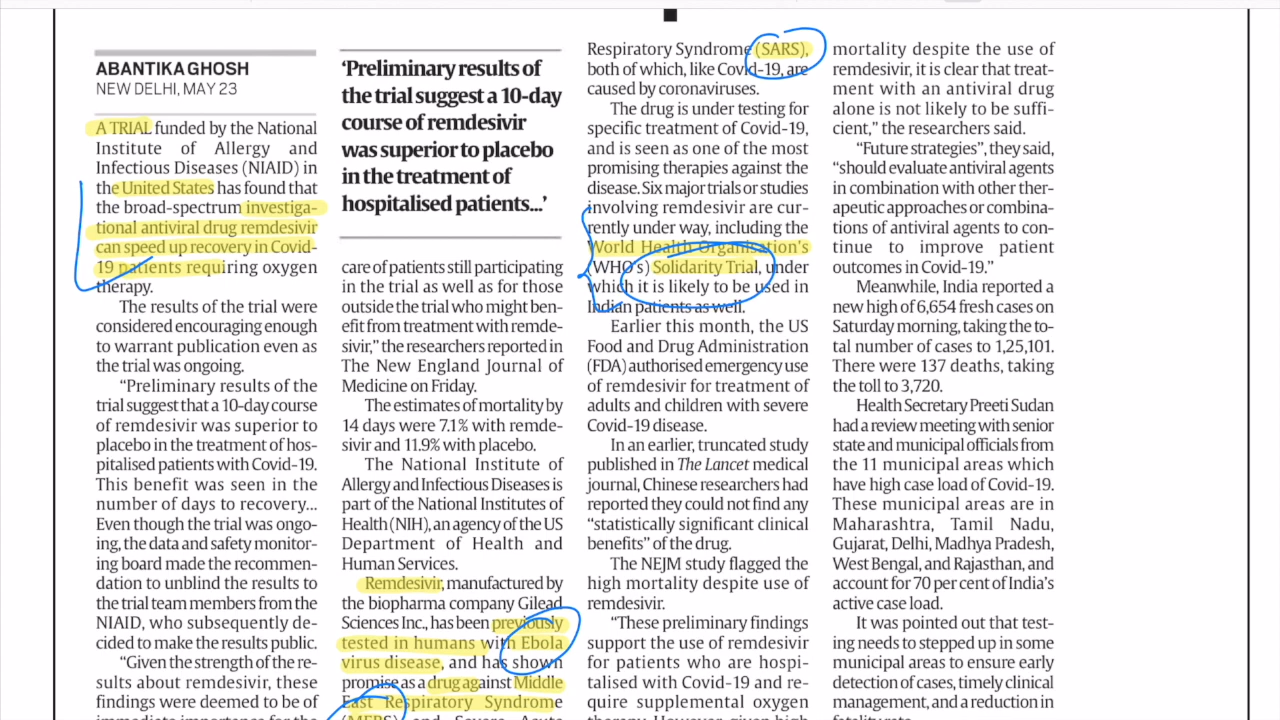 ABANTIKA GHOSH
NEW DELHI, MAY 23
A TRIAL funded by the National
Institute of Allergy and
Infectious Diseases (NIAID) in
the United States has found that
the broad-spectrum investiga-
tional antiviral drug remdesivir
can speed up recovery in Covid-
19 patients requiring oxygen
therapy.
The results of the trial were
considered encouraging enough
to warrant publication even as
the trial was ongoing.
"Preliminary results of the
trial suggest that a 10-day course
of remdesivir was superior to
placebo in the treatment of hos-
pitalised patients with Covid-19.
This benefit was seen in the
number of days to recovery...
Even though the trial was ongo-
ing, the data and safety monitor-
ing board made the recommen-
dation to unblind the results to
the trial team members from the
NIAID, who subsequently de-
cided to make the results public.
"Given the strength of the re-
sults about remdesivir, these
findings were deemed to be of
immediate importance for the
'Preliminary results of
the trial suggest a 10-day
course of remdesivir
was superior to placebo
in the treatment of
hospitalised patients...'
care of patients still participating
in the trial as well as for those
outside the trial who might ben-
efit from treatment with remde-
sivir," the researchers reported in
The New England Journal of
Medicine on Friday.
The estimates of mortality by
14 days were 7.1% with remde-
sivir and 11.9% with placebo.
The National Institute of
Allergy and Infectious Diseases is
part of the National Institutes of
Health (NIH), an agency of the US
Department of Health and
Human Services.
Remdesivir, manufactured by
the biopharma company Gilead
Sciences Inc., has been previously
tested in humans with Ebola
virus disease, and has shown
promise as a drug against Middle
East Respiratory Syndrome
(MERS) and Severe Acute
Respiratory Syndrome (SARS),
both of which, like Covid-19, are
caused by coronaviruses.
The drug is under testing for
specific treatment of Covid-19,
and is seen as one of the most
promising therapies against the
disease. Six major trials or studies
involving remdesivir are cur-
rently under way, including the
World Health Organisation's
(WHO's) Solidarity Trial, under
which it is likely to be used in
Indian patients as well.
Earlier this month, the US
Food and Drug Administration
(FDA) authorised emergency use
of remdesivir for treatment of
adults and children with severe
Covid-19 disease.
In an earlier, truncated study
published in The Lancet medical
journal, Chinese researchers had
reported they could not find any
"statistically significant clinical
benefits" of the drug.
The NEJM study flagged the
high mortality despite use of
remdesivir.
"These preliminary findings
support the use of remdesivir
for patients who are hospi-
talised with Covid-19 and re-
quire supplemental oxygen
therapy. However, given high
mortality despite the use of
remdesivir, it is clear that treat-
ment with an antiviral drug
alone is not likely to be suffi-
cient," the researchers said.
"Future strategies", they said,
"should evaluate antiviral agents
in combination with other ther-
apeutic approaches or combina-
tions of antiviral agents to con-
tinue to improve patient
outcomes in Covid-19."
Meanwhile, India reported a
new high of 6,654 fresh cases on
Saturday morning, taking the to-
tal number of cases to 1,25,101.
There were 137 deaths, taking
the toll to 3,720.
Health Secretary Preeti Sudan
had a review meeting with senior
state and municipal officials from
the 11 municipal areas which
have high case load of Covid-19.
These municipal areas are in
Maharashtra, Tamil Nadu,
Gujarat, Delhi, Madhya Pradesh,
West Bengal, and Rajasthan, and
account for 70 per cent of India's
active case load.
It was pointed out that test-
ing needs to stepped up in some
municipal areas to ensure early
detection of cases, timely clinical
management, and a reduction in
fatality rate.